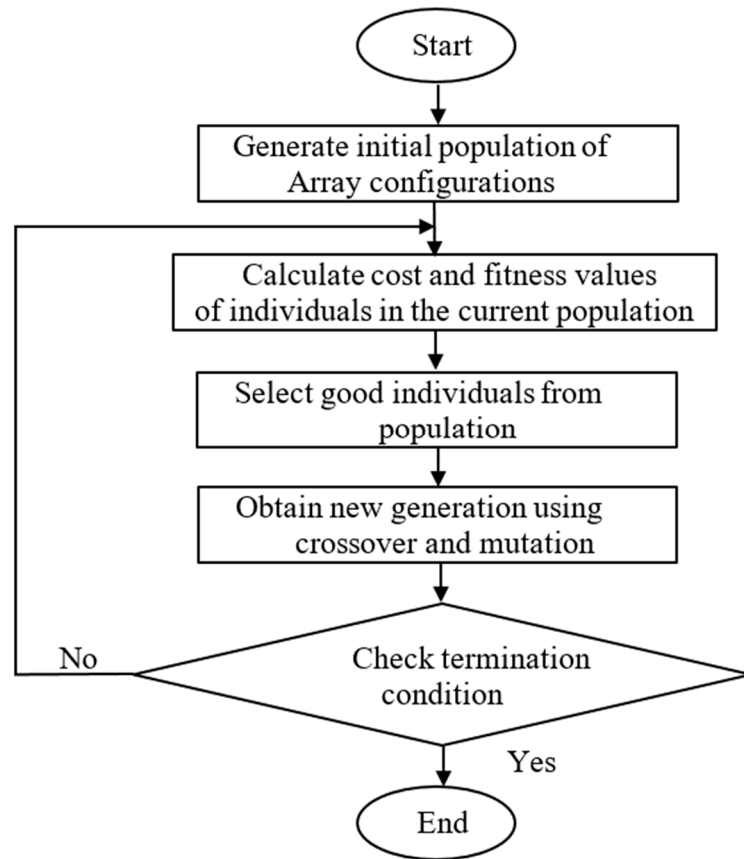 Start
Generate initial population of
Array configurations
Calculate cost and fitness values
of individuals in the current population
Select good individuals from
population
Obtain new generation using
crossover and mutation
Check termination
condition
No
Yes
End